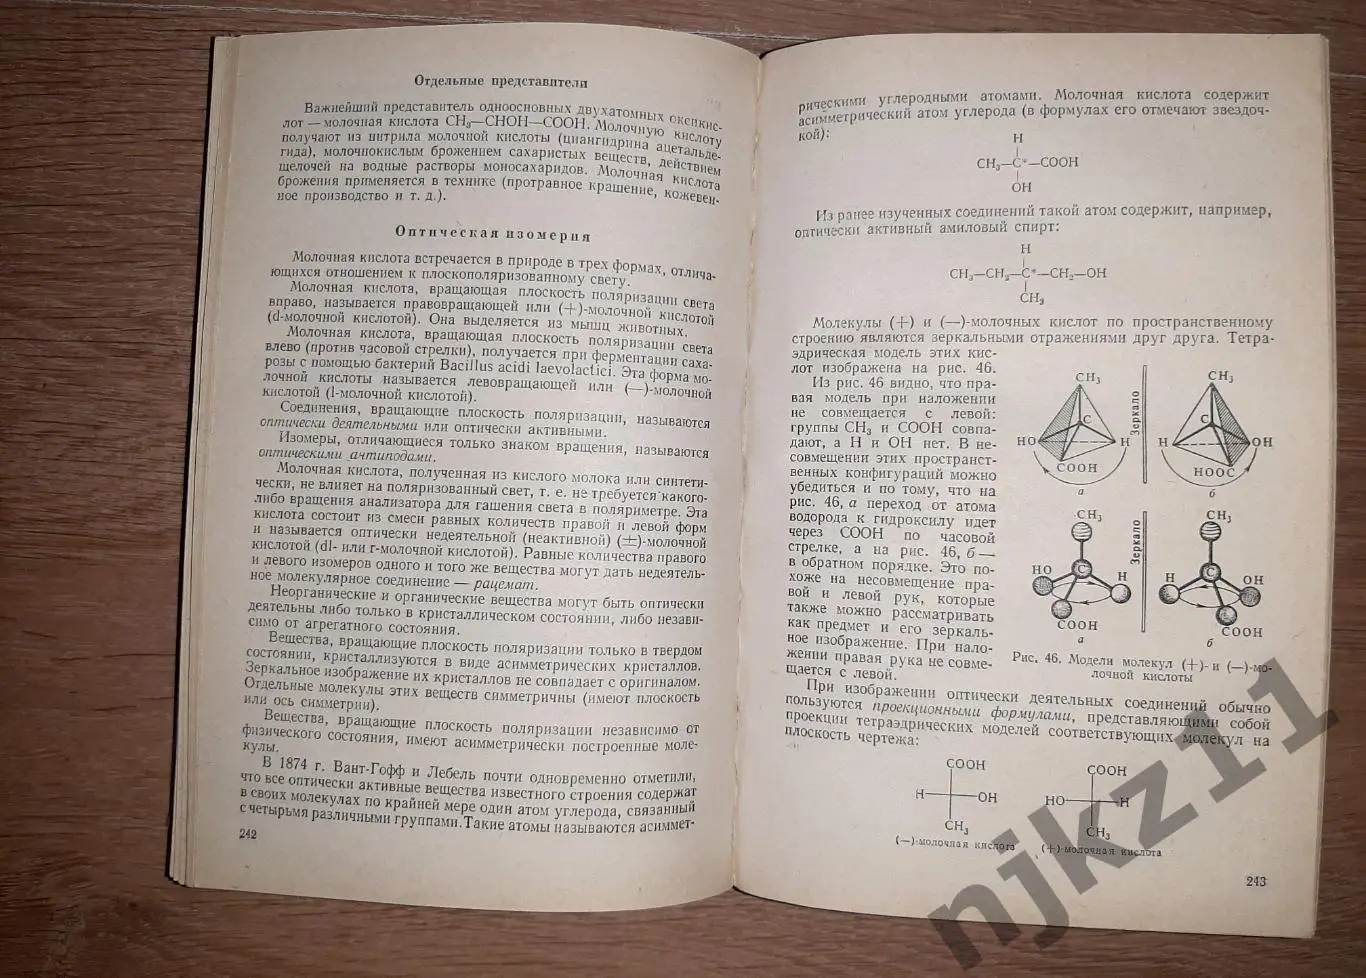 Отдельные представители
Важнейший представитель одноосновных двухатомных оксикис-
лот — молочная кислота CH₃—CHOH—COOH. Молочную кислоту
получают из нитрила молочной кислоты (циангидрина ацетальде-
гида), молочнокислым брожением сахаристых веществ, действием
щелочей на водные растворы моносахаридов. Молочная кислота
брожения применяется в технике (протравное крашение, кожевен-
ное производство и т. д.).
Оптическая изомерия
Молочная кислота встречается в природе в трех формах, отлича-
ющихся отношением к плоскополяризованному свету.
Молочная кислота, вращающая плоскость поляризации света
вправо, называется правовращающей или (+)-молочной кислотой
(d-молочной кислотой). Она выделяется из мышц животных.
Молочная кислота, вращающая плоскость поляризации света
влево (против часовой стрелки), получается при ферментации саха-
розы с помощью бактерий Bacillus acidi laevolactici. Эта форма мо-
лочной кислоты называется левовращающей или (—)-молочной
кислотой (l-молочной кислотой).
Соединения, вращающие плоскость поляризации, называются
оптически деятельными или оптически активными.
Изомеры, отличающиеся только знаком вращения, называются
оптическими антиподами.
Молочная кислота, полученная из кислого молока или синтети-
чески, не влияет на поляризованный свет, т. е. не требуется какого-
либо вращения анализатора для гашения света в поляриметре. Эта
кислота состоит из смеси равных количеств правой и левой форм
и называется оптически недеятельной (неактивной) (±)-молочной
кислотой (dl- или r-молочной кислотой). Равные количества правого
и левого изомеров одного и того же вещества могут дать недеятель-
ное молекулярное соединение — рацемат.
Неорганические и органические вещества могут быть оптически
деятельны либо только в кристаллическом состоянии, либо незави-
симо от агрегатного состояния.
Вещества, вращающие плоскость поляризации только в твердом
состоянии, кристаллизуются в виде асимметрических кристаллов.
Зеркальное изображение их кристаллов не совпадает с оригиналом.
Отдельные молекулы этих веществ симметричны (имеют плоскость
или ось симметрии).
Вещества, вращающие плоскость поляризации независимо от
физического состояния, имеют асимметрически построенные моле-
кулы.
В 1874 г. Вант-Гофф и Лебель почти одновременно отметили,
что все оптически активные вещества известного строения содержат
в своих молекулах по крайней мере один атом углерода, связанный
с четырьмя различными группами. Такие атомы называются асиммет-
242
рическими углеродными атомами. Молочная кислота содержит
асимметрический атом углерода (в формулах его отмечают звездоч-
кой):
H
CH₃—C*—COOH
OH
Из ранее изученных соединений такой атом содержит, например,
оптически активный амиловый спирт:
H
CH₃—CH₂—C*—CH₂—OH
CH₃
Молекулы (+) и (—)-молочных кислот по пространственному
строению являются зеркальными отражениями друг друга. Тетра-
эдрическая модель этих кис-
лот изображена на рис. 46.
Из рис. 46 видно, что пра-
вая модель при наложении
не совмещается с левой:
группы CH₃ и COOH совпа-
дают, а H и OH нет. В не-
совмещении этих пространст-
венных конфигураций можно
убедиться и по тому, что на
рис. 46, а переход от атома
водорода к гидроксилу идет
через COOH по часовой
стрелке, а на рис. 46, б —
в обратном порядке. Это по-
хоже на несовмещение пра-
вой и левой рук, которые
также можно рассматривать
как предмет и его зеркаль-
ное изображение. При нало-
жении правая рука не совме-
щается с левой.
CH₃ Зеркало CH₃
C C
HO H H OH
COOH HOOC
а б
CH₃ Зеркало CH₃
HO C H H C OH
COOH COOH
а б
Рис. 46. Модели молекул (+)- и (—)-мо-
лочной кислоты
При изображении оптически деятельных соединений обычно
пользуются проекционными формулами, представляющими собой
проекции тетраэдрических моделей соответствующих молекул на
плоскость чертежа:
COOH COOH
H OH HO H
CH₃ CH₃
(—)-молочная кислота (+)-молочная кислота
243
njkz11